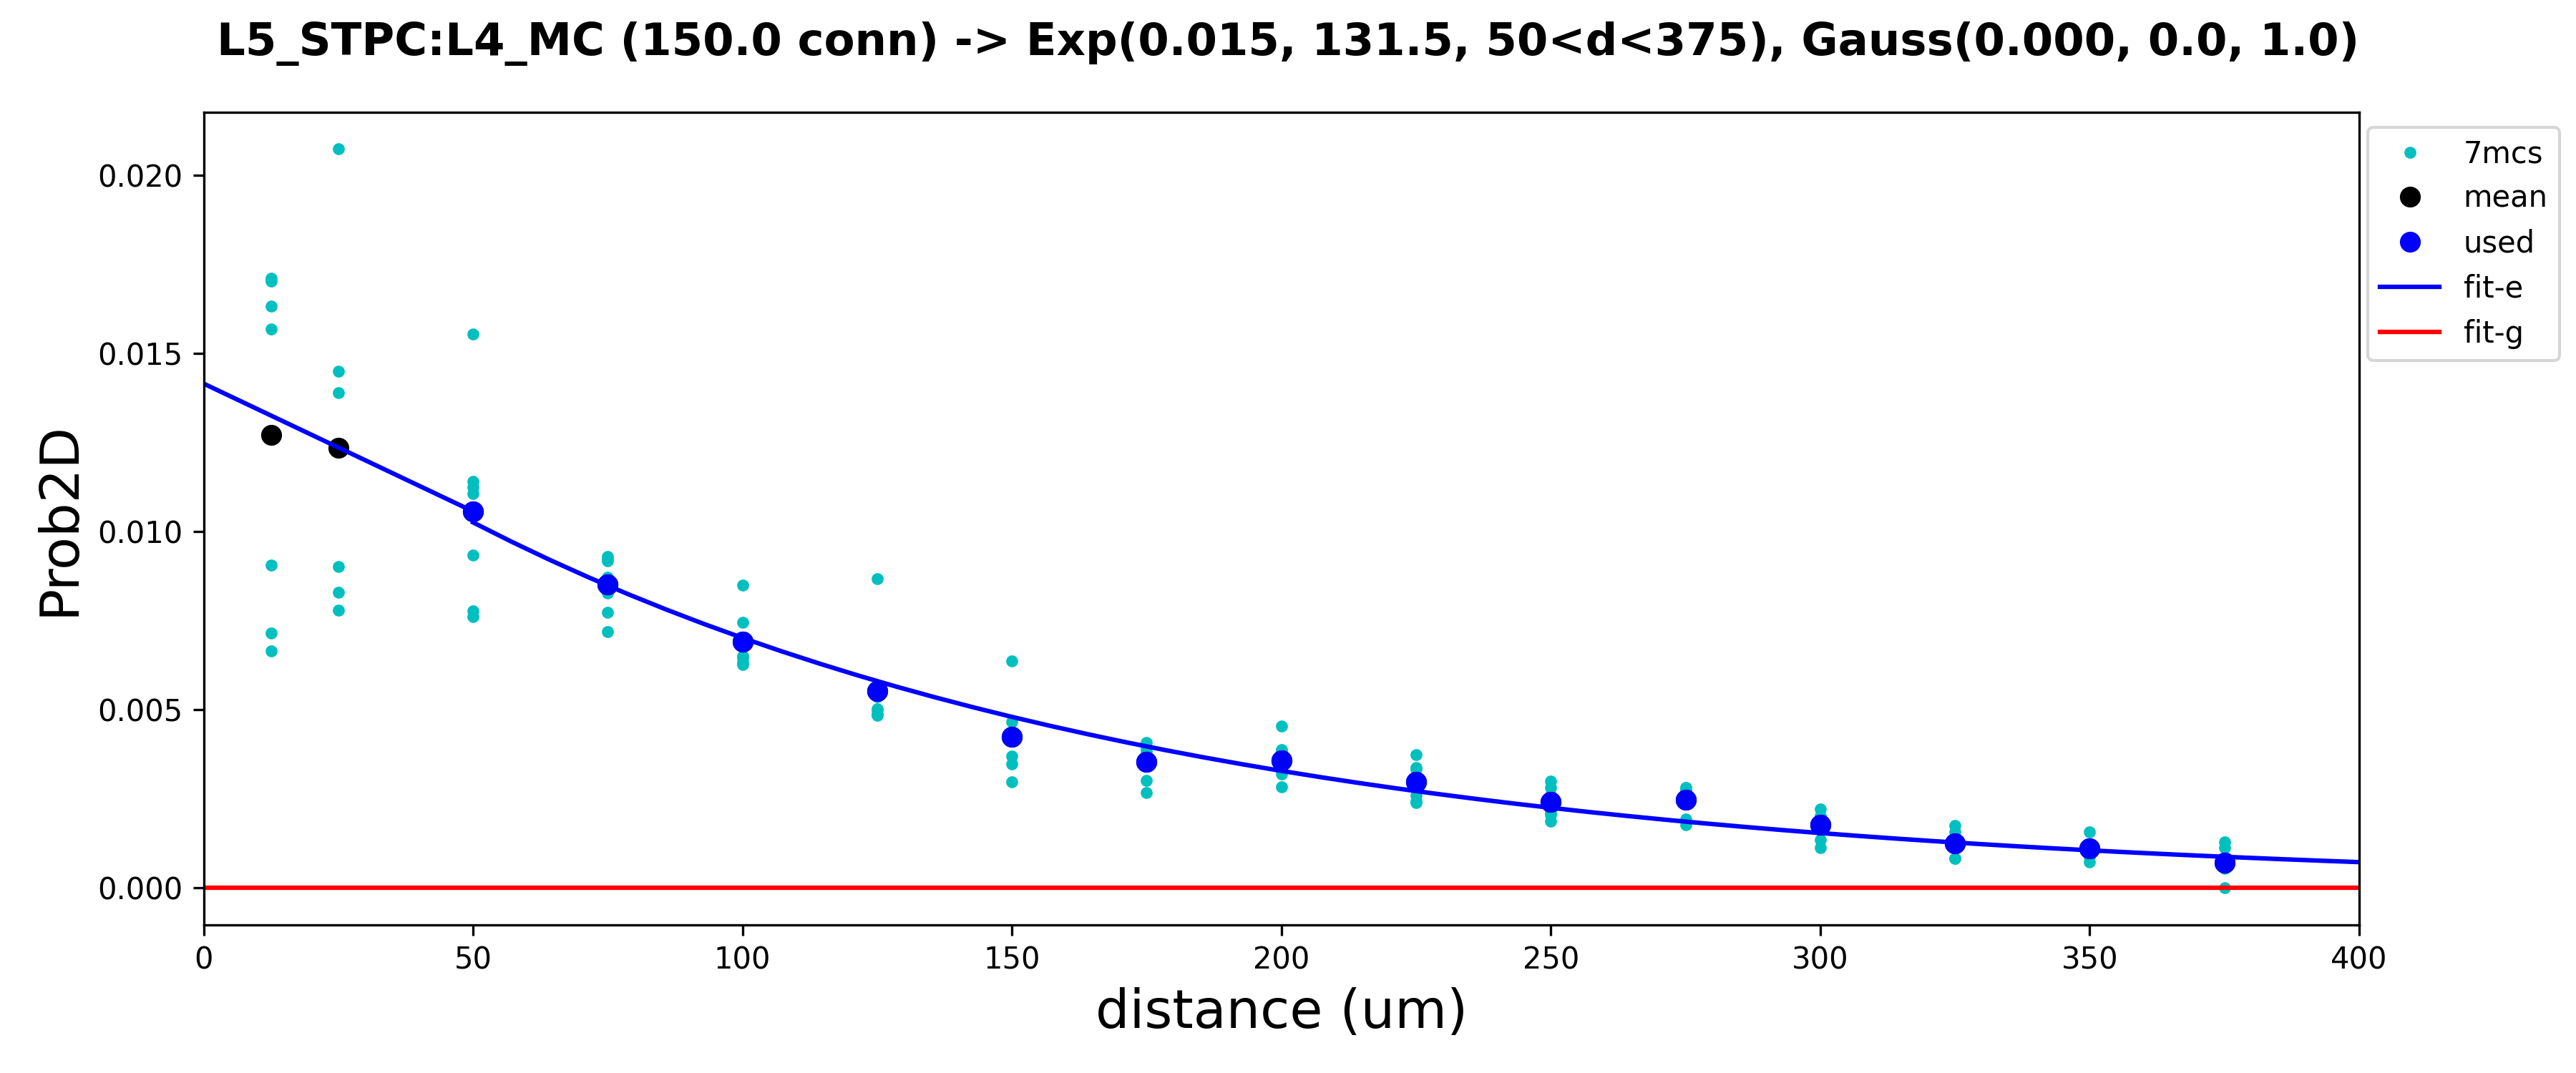 L5_STPC:L4_MC (150.0 conn) -> Exp(0.015, 131.5, 50<d<375), Gauss(0.000, 0.0, 1.0)
7mcs
mean
used
fit-e
fit-g
Prob2D
0.020
0.015
0.010
0.005
0.000
0 50 100 150 200 250 300 350 400
distance (um)